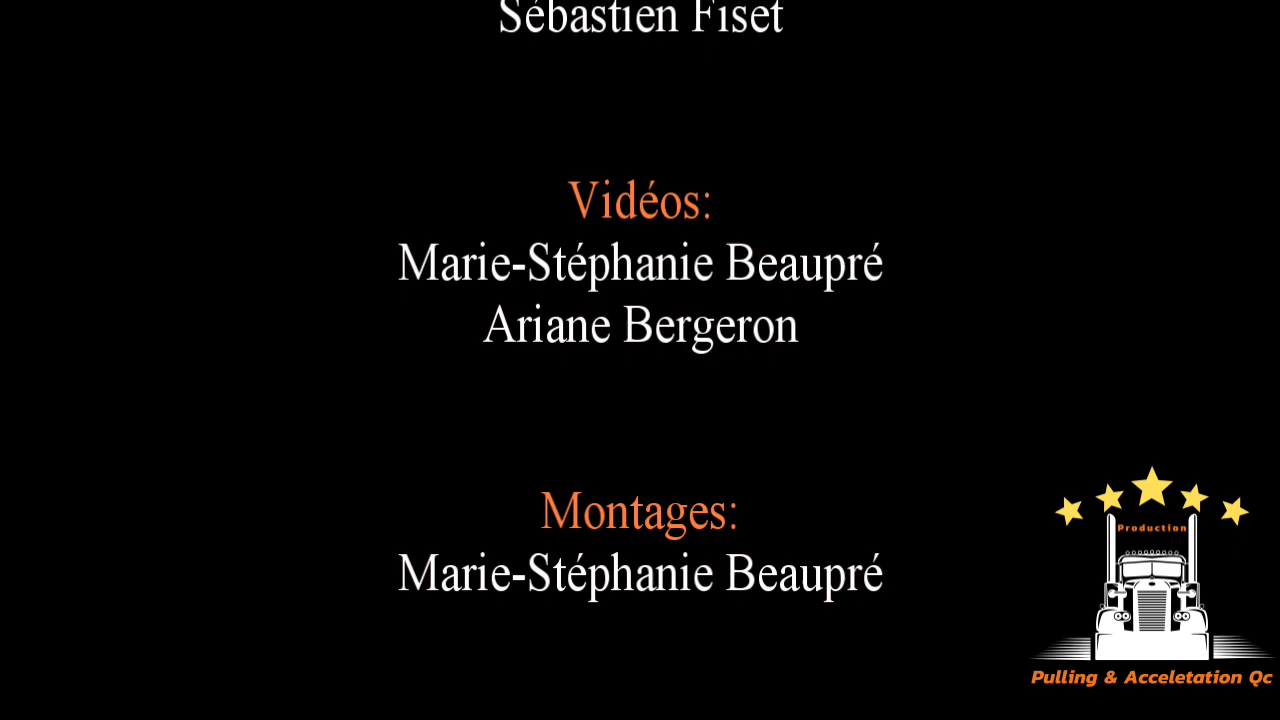 Sébastien Fiset
Vidéos:
Marie-Stéphanie Beaupré
Ariane Bergeron
Montages:
Marie-Stéphanie Beaupré
Production
Pulling & Acceletation Qc